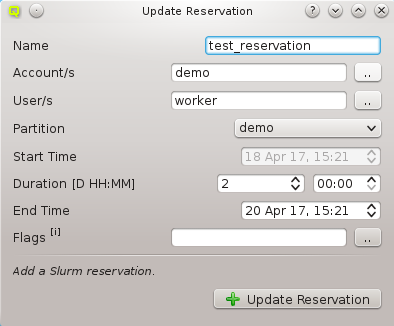 Update Reservation
Name test_reservation
Account/s demo ..
User/s worker ..
Partition demo
Start Time 18 Apr 17, 15:21
Duration [D HH:MM] 2 00:00
End Time 20 Apr 17, 15:21
Flags [i] ..
Add a Slurm reservation.
Update Reservation